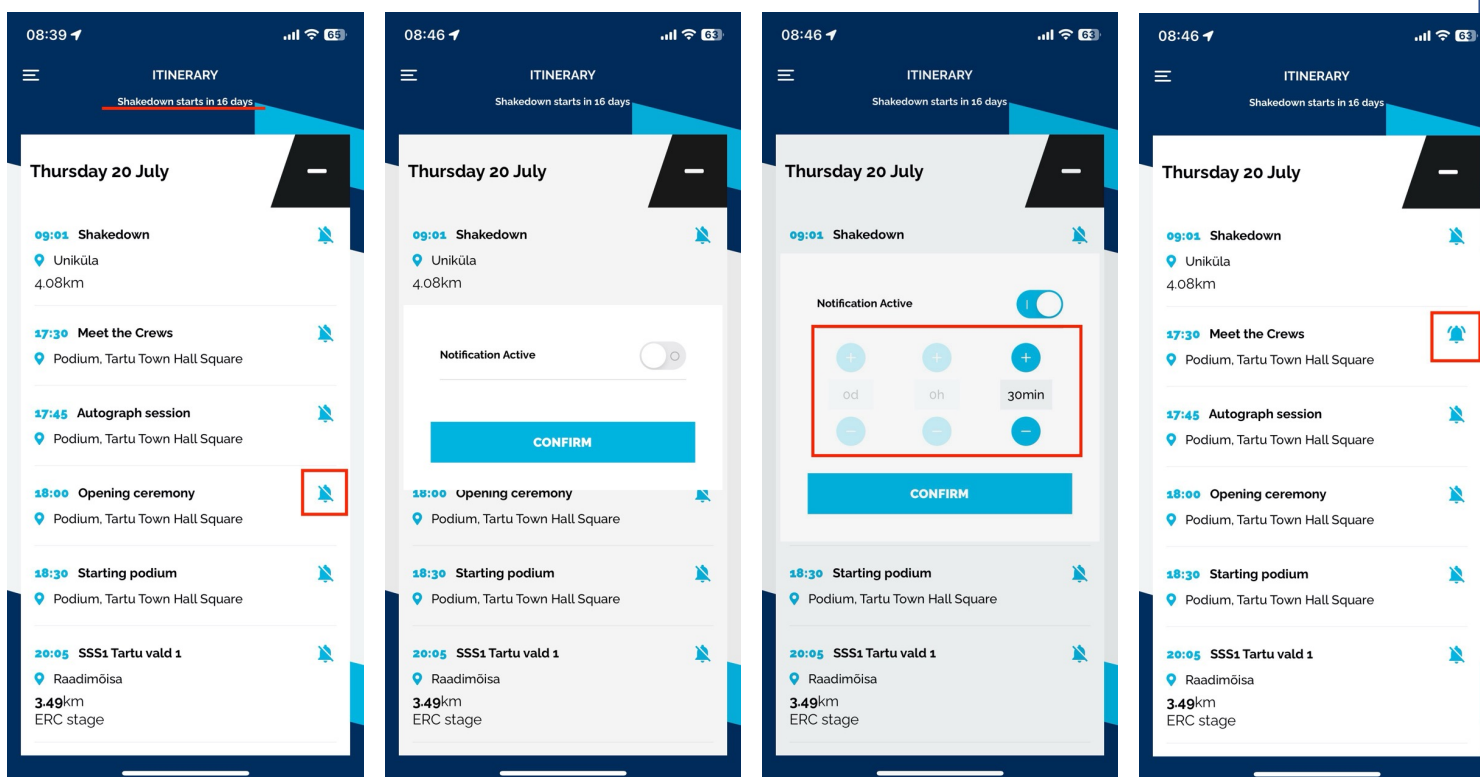 08:39
65
ITINERARY
Shakedown starts in 16 days
Thursday 20 July
09:01 Shakedown
Uniküla
4.08km
17:30 Meet the Crews
Podium, Tartu Town Hall Square
17:45 Autograph session
Podium, Tartu Town Hall Square
18:00 Opening ceremony
Podium, Tartu Town Hall Square
18:30 Starting podium
Podium, Tartu Town Hall Square
20:05 SSS1 Tartu vald 1
Raadimõisa
3.49km
ERC stage
08:46
63
ITINERARY
Shakedown starts in 16 days
Thursday 20 July
09:01 Shakedown
Uniküla
4.08km
Notification Active
CONFIRM
18:00 Opening ceremony
Podium, Tartu Town Hall Square
18:30 Starting podium
Podium, Tartu Town Hall Square
20:05 SSS1 Tartu vald 1
Raadimõisa
3.49km
ERC stage
08:46
63
ITINERARY
Shakedown starts in 16 days
Thursday 20 July
09:01 Shakedown
Notification Active
0d 0h 30min
CONFIRM
18:30 Starting podium
Podium, Tartu Town Hall Square
20:05 SSS1 Tartu vald 1
Raadimõisa
3.49km
ERC stage
08:46
63
ITINERARY
Shakedown starts in 16 days
Thursday 20 July
09:01 Shakedown
Uniküla
4.08km
17:30 Meet the Crews
Podium, Tartu Town Hall Square
17:45 Autograph session
Podium, Tartu Town Hall Square
18:00 Opening ceremony
Podium, Tartu Town Hall Square
18:30 Starting podium
Podium, Tartu Town Hall Square
20:05 SSS1 Tartu vald 1
Raadimõisa
3.49km
ERC stage